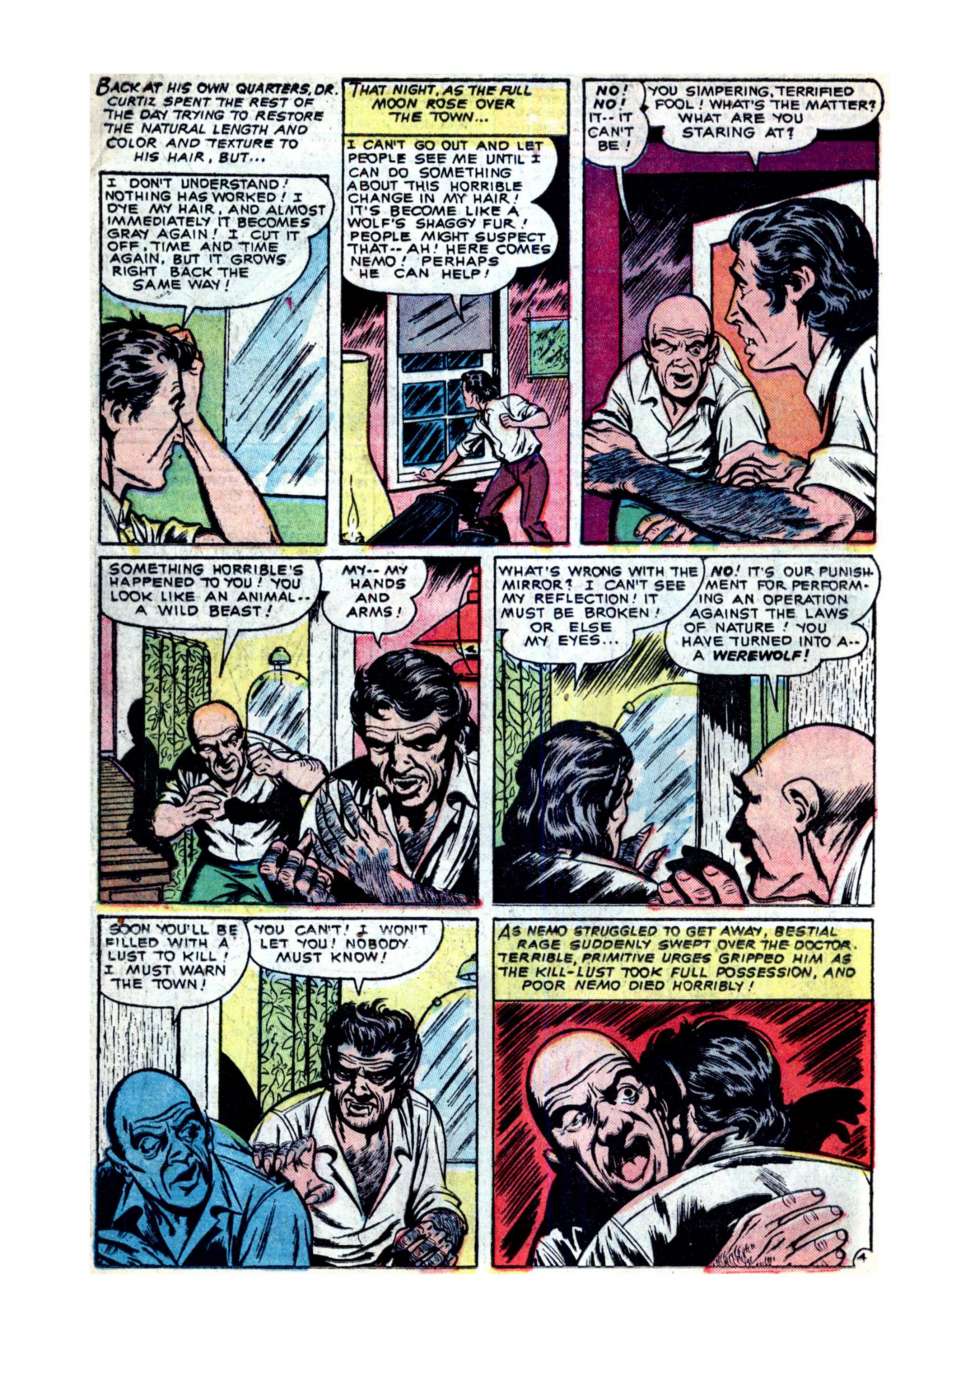 BACK AT HIS OWN QUARTERS, DR.
CURTIZ SPENT THE REST OF
THE DAY TRYING TO RESTORE
THE NATURAL LENGTH AND
COLOR AND TEXTURE TO
HIS HAIR, BUT...
I DON'T UNDERSTAND!
NOTHING HAS WORKED! I
DYE MY HAIR, AND ALMOST
IMMEDIATELY IT BECOMES
GRAY AGAIN! I CUT IT
OFF, TIME AND TIME
AGAIN, BUT IT GROWS
RIGHT BACK THE
SAME WAY!
THAT NIGHT, AS THE FULL
MOON ROSE OVER
THE TOWN...
I CAN'T GO OUT AND LET
PEOPLE SEE ME UNTIL I
CAN DO SOMETHING
ABOUT THIS HORRIBLE
CHANGE IN MY HAIR!
IT'S BECOME LIKE A
WOLF'S SHAGGY FUR!
PEOPLE MIGHT SUSPECT
THAT--AH! HERE COMES
NEMO! PERHAPS
HE CAN HELP!
NO!
NO!
IT--IT
CAN'T
BE!
YOU SIMPERING, TERRIFIED
FOOL! WHAT'S THE MATTER?
WHAT ARE YOU
STARING AT?
SOMETHING HORRIBLE'S
HAPPENED TO YOU! YOU
LOOK LIKE AN ANIMAL--
A WILD BEAST!
MY--MY
HANDS
AND
ARMS!
WHAT'S WRONG WITH THE
MIRROR? I CAN'T SEE
MY REFLECTION! IT
MUST BE BROKEN!
OR ELSE
MY EYES...
NO! IT'S OUR PUNISH-
MENT FOR PERFORM-
ING AN OPERATION
AGAINST THE LAWS
OF NATURE! YOU
HAVE TURNED INTO A--
A WEREWOLF!
SOON YOU'LL BE
FILLED WITH A
LUST TO KILL!
I MUST WARN
THE TOWN!
YOU CAN'T! I WON'T
LET YOU! NOBODY
MUST KNOW!
AS NEMO STRUGGLED TO GET AWAY, BESTIAL
RAGE SUDDENLY SWEPT OVER THE DOCTOR.
TERRIBLE, PRIMITIVE URGES GRIPPED HIM AS
THE KILL-LUST TOOK FULL POSSESSION, AND
POOR NEMO DIED HORRIBLY!
4